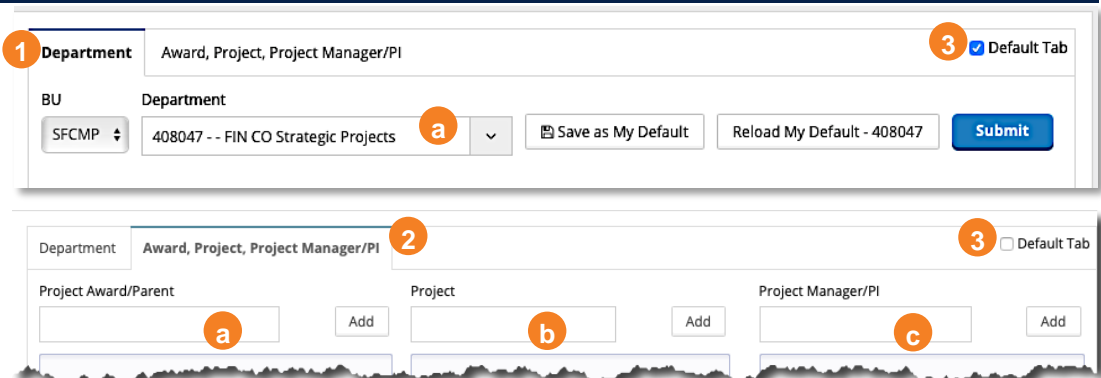 1 Department Award, Project, Project Manager/PI 3 Default Tab
BU Department
SFCMP 408047 - - FIN CO Strategic Projects a Save as My Default Reload My Default - 408047 Submit
Department Award, Project, Project Manager/PI 2 3 Default Tab
Project Award/Parent Project Project Manager/PI
a Add b Add c Add